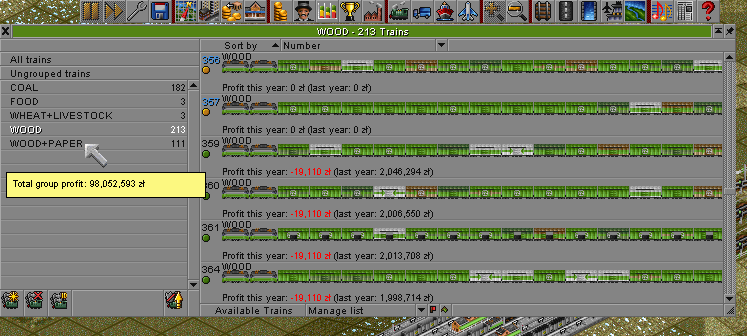 WOOD - 213 Trains
Sort by Number
All trains
Ungrouped trains
COAL 182
FOOD 3
WHEAT+LIVESTOCK 3
WOOD 213
WOOD+PAPER 111
Total group profit: 98,052,593 zł
356 WOOD
Profit this year: 0 zł (last year: 0 zł)
357 WOOD
Profit this year: 0 zł (last year: 0 zł)
359 WOOD
Profit this year: -19,110 zł (last year: 2,046,294 zł)
360 WOOD
Profit this year: -19,110 zł (last year: 2,006,550 zł)
361 WOOD
Profit this year: -19,110 zł (last year: 2,013,708 zł)
364 WOOD
Profit this year: -19,110 zł (last year: 1,998,714 zł)
Available Trains Manage list